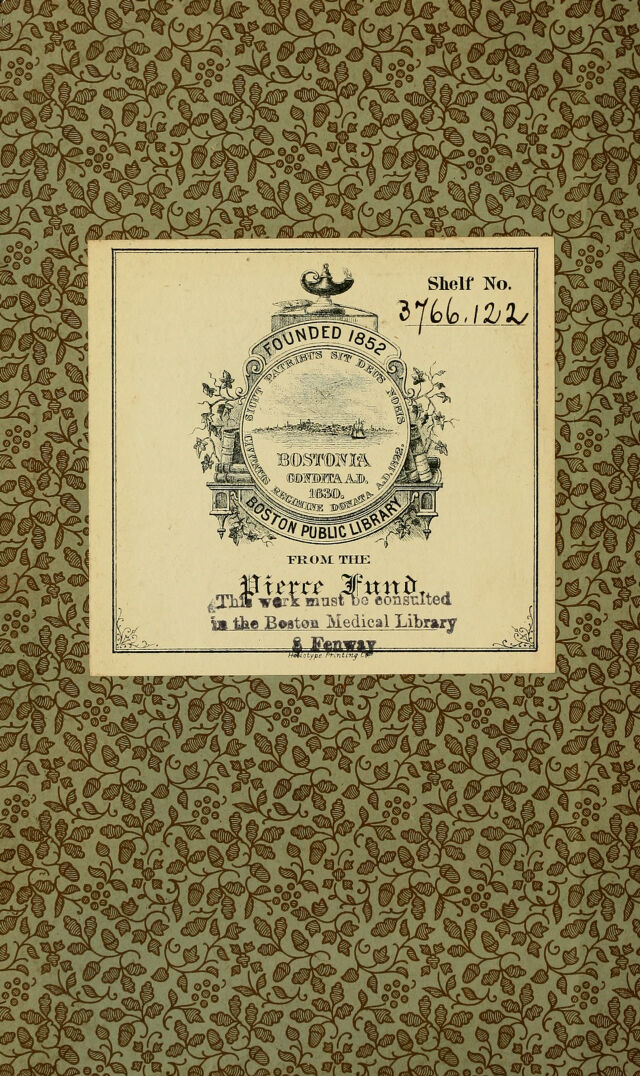 Shelf No.
3766.122
FOUNDED 1852
SICUT PATRIBUS SIT DEUS NOBIS
CIVITATIS REGIMINE DONATA A.D. 1822.
BOSTONIA
CONDITA A.D.
1630.
BOSTON PUBLIC LIBRARY
FROM THE
Pierce Fund
This work must be consulted
in the Boston Medical Library
8 Fenway
Heliotype Printing Co